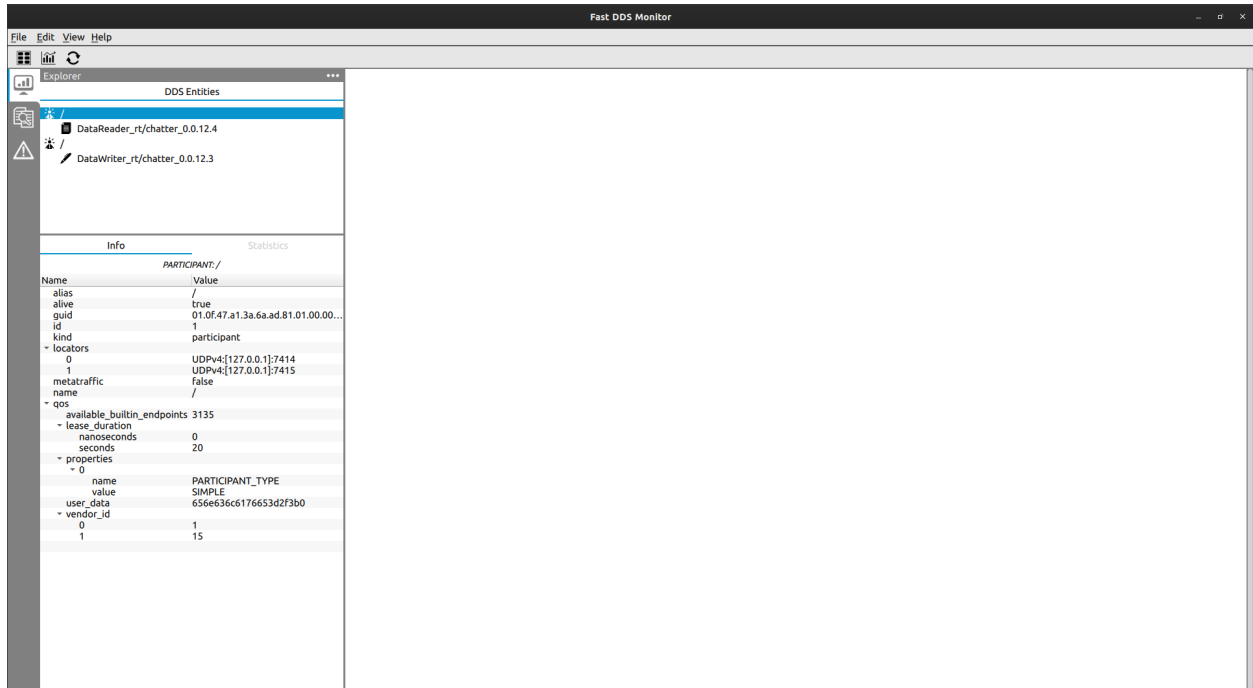 Fast DDS Monitor
File Edit View Help
Explorer
DDS Entities
/
DataReader_rt/chatter_0.0.12.4
/
DataWriter_rt/chatter_0.0.12.3
Info Statistics
PARTICIPANT: /
Name Value
alias /
alive true
guid 01.0f.47.a1.3a.6a.ad.81.01.00.00...
id 1
kind participant
locators
0 UDPv4:[127.0.0.1]:7414
1 UDPv4:[127.0.0.1]:7415
metatraffic false
name /
qos
available_builtin_endpoints 3135
lease_duration
nanoseconds 0
seconds 20
properties
0
name PARTICIPANT_TYPE
value SIMPLE
user_data 656e636c6176653d2f3b0
vendor_id
0 1
1 15